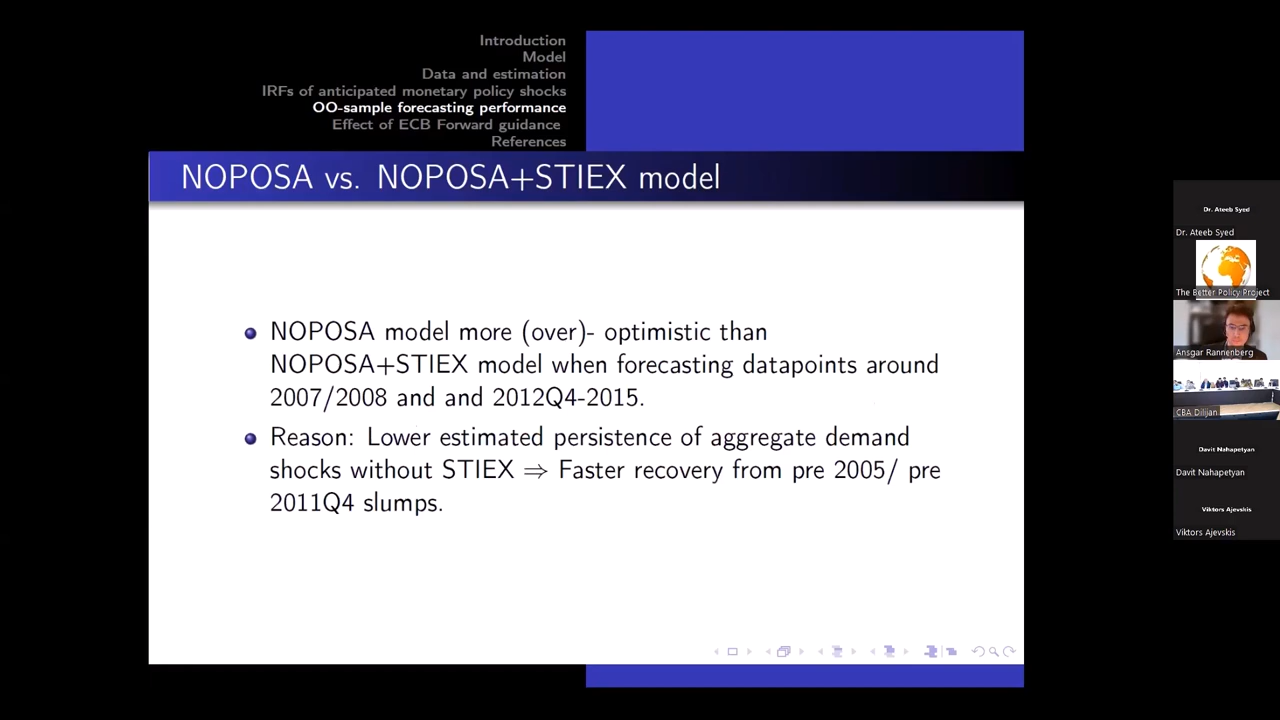 Introduction
Model
Data and estimation
IRFs of anticipated monetary policy shocks
OO-sample forecasting performance
Effect of ECB Forward guidance
References
NOPOSA vs. NOPOSA+STIEX model
NOPOSA model more (over)- optimistic than
NOPOSA+STIEX model when forecasting datapoints around
2007/2008 and and 2012Q4-2015.
Reason: Lower estimated persistence of aggregate demand
shocks without STIEX ⇒ Faster recovery from pre 2005/ pre
2011Q4 slumps.
Dr. Ateeb Syed
Dr. Ateeb Syed
The Better Policy Project
Ansgar Rannenberg
CBA Dilijan
Davit Nahapetyan
Davit Nahapetyan
Viktors Ajevskis
Viktors Ajevskis